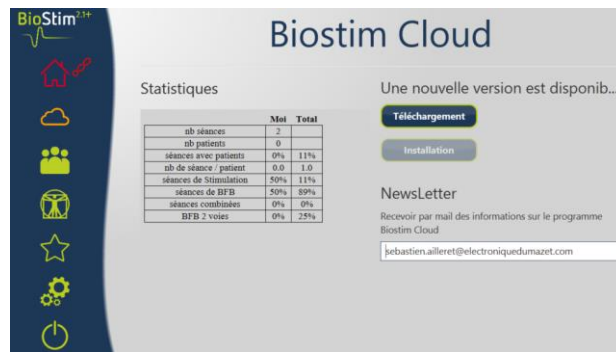 BioStim 2.1+
Biostim Cloud
Statistiques
Moi Total
nb séances 2
nb patients 0
séances avec patients 0% 11%
nb de séance / patient 0.0 1.0
séances de Stimulation 50% 11%
séances de BFB 50% 89%
séances combinées 0% 0%
BFB 2 voies 0% 25%
Une nouvelle version est disponib...
Téléchargement
Installation
NewsLetter
Recevoir par mail des informations sur le programme
Biostim Cloud
sebastien.ailleret@electroniquedumazet.com